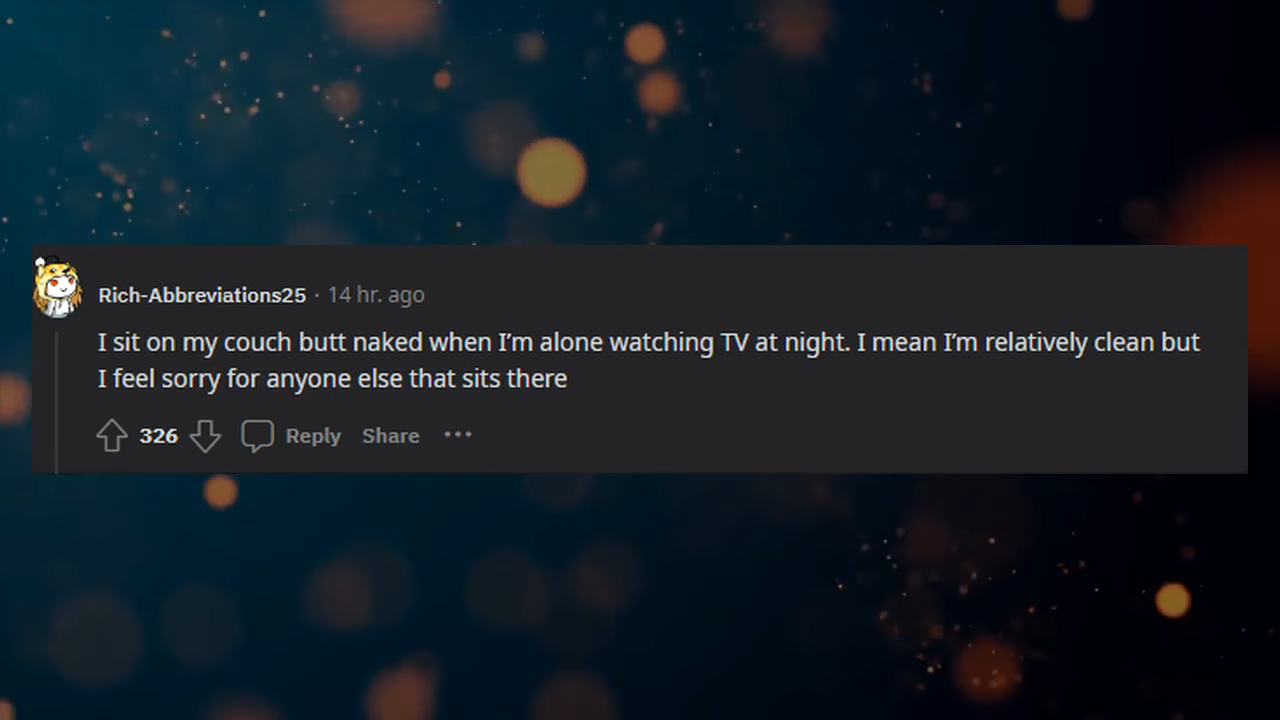 Rich-Abbreviations25 · 14 hr. ago
I sit on my couch butt naked when I’m alone watching TV at night. I mean I’m relatively clean but
I feel sorry for anyone else that sits there
326 Reply Share ···